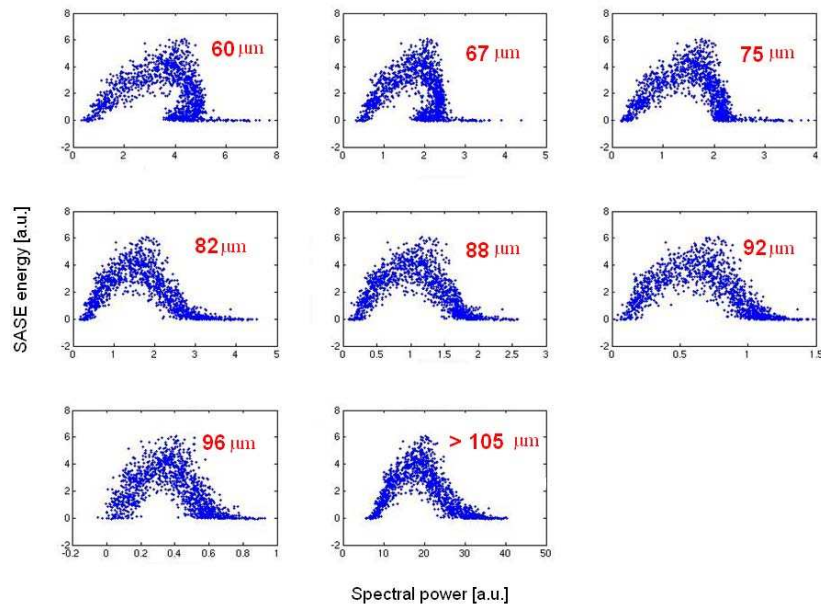 8 6 4 2 0 -2
60 μm
0 2 4 6 8
8 6 4 2 0 -2
67 μm
0 1 2 3 4 5
8 6 4 2 0 -2
75 μm
0 1 2 3 4
SASE energy [a.u.]
8 6 4 2 0 -2
82 μm
0 1 2 3 4 5
8 6 4 2 0 -2
88 μm
0 0.5 1 1.5 2 2.5 3
8 6 4 2 0 -2
92 μm
0 0.5 1 1.5
8 6 4 2 0 -2
96 μm
-0.2 0 0.2 0.4 0.6 0.8 1
8 6 4 2 0 -2
> 105 μm
0 10 20 30 40 50
Spectral power [a.u.]